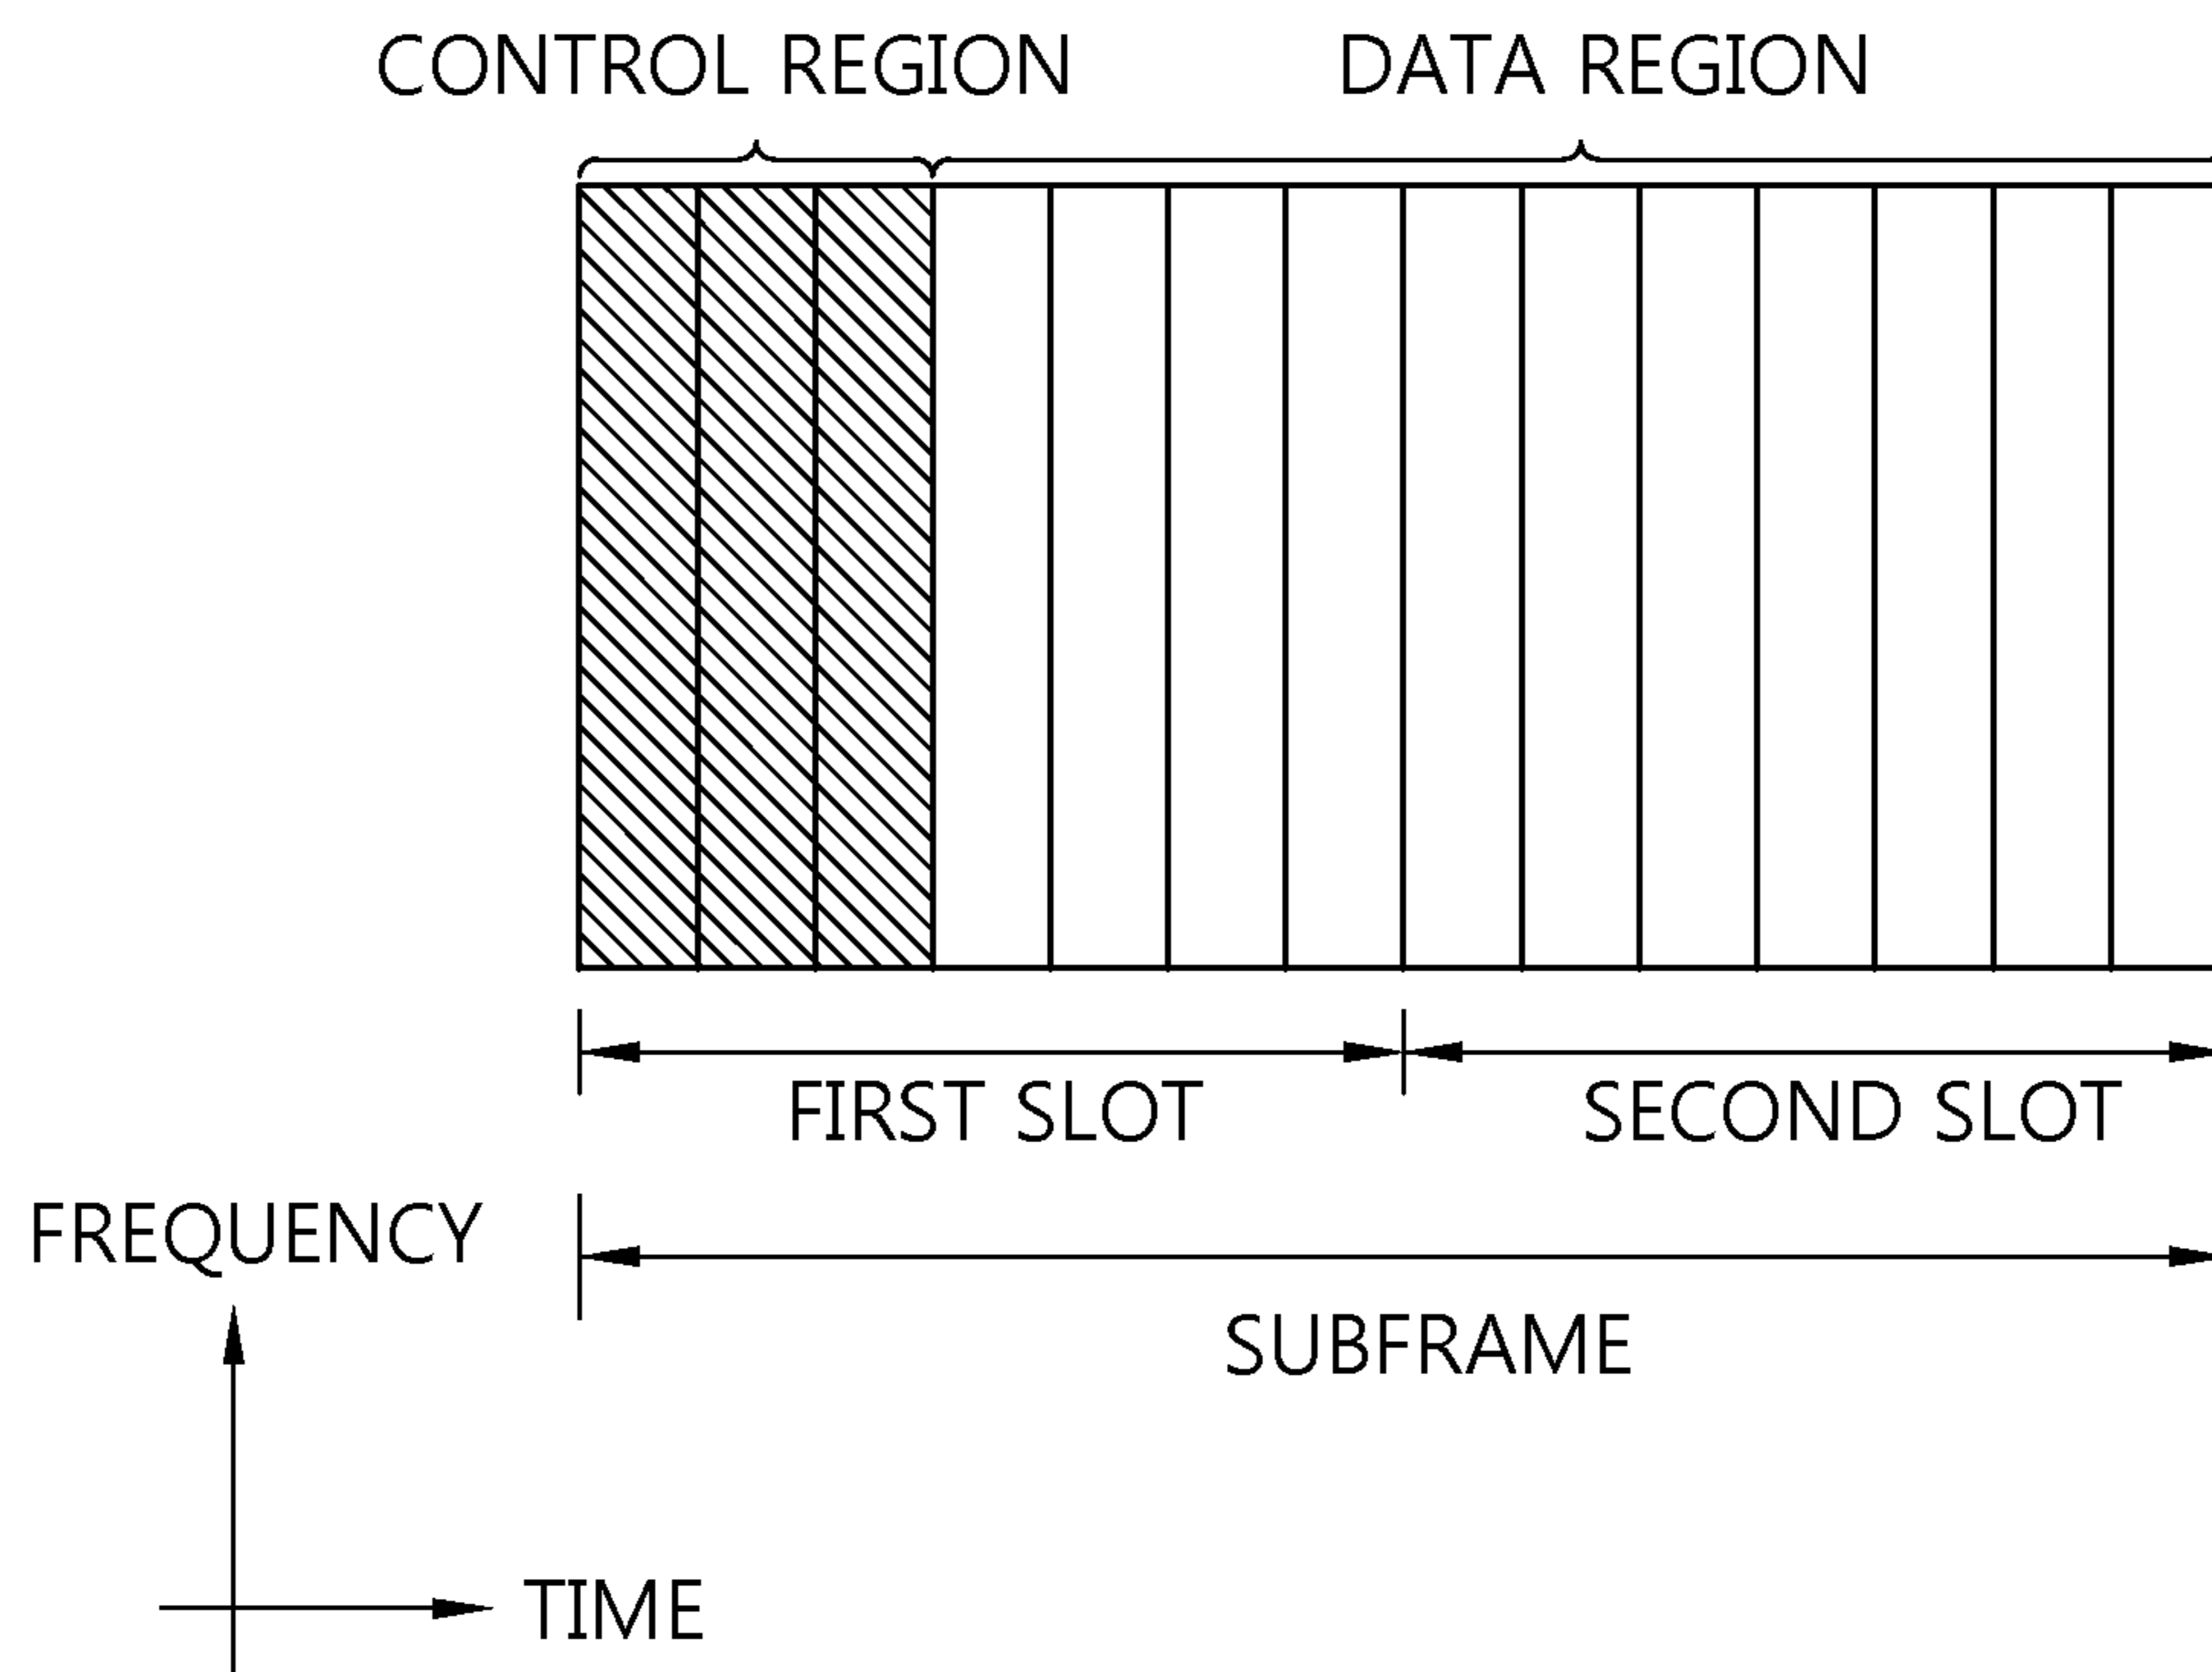 CONTROL REGION
DATA REGION
FIRST SLOT
SECOND SLOT
FREQUENCY
SUBFRAME
TIME